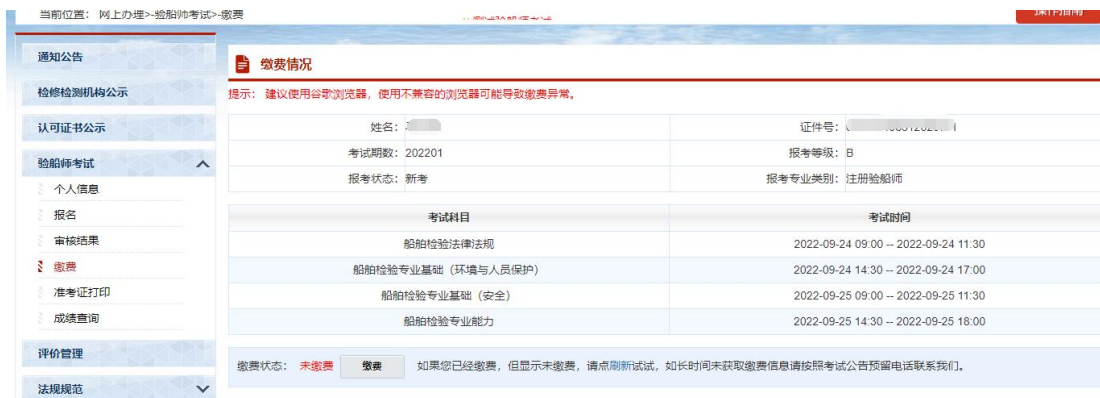 当前位置： 网上办理>-验船师考试>-缴费
操作指南
通知公告
检修检测机构公示
认可证书公示
验船师考试
个人信息
报名
审核结果
缴费
准考证打印
成绩查询
评价管理
法规规范
缴费情况
提示： 建议使用谷歌浏览器，使用不兼容的浏览器可能导致缴费异常。
姓名： 证件号：
考试期数： 202201 报考等级： B
报考状态： 新考 报考专业类别： 注册验船师
考试科目 考试时间
船舶检验法律法规 2022-09-24 09:00 -- 2022-09-24 11:30
船舶检验专业基础（环境与人员保护） 2022-09-24 14:30 -- 2022-09-24 17:00
船舶检验专业基础（安全） 2022-09-25 09:00 -- 2022-09-25 11:30
船舶检验专业能力 2022-09-25 14:30 -- 2022-09-25 18:00
缴费状态： 未缴费 缴费 如果您已经缴费，但显示未缴费，请点刷新试试，如长时间未获取缴费信息请按照考试公告预留电话联系我们。